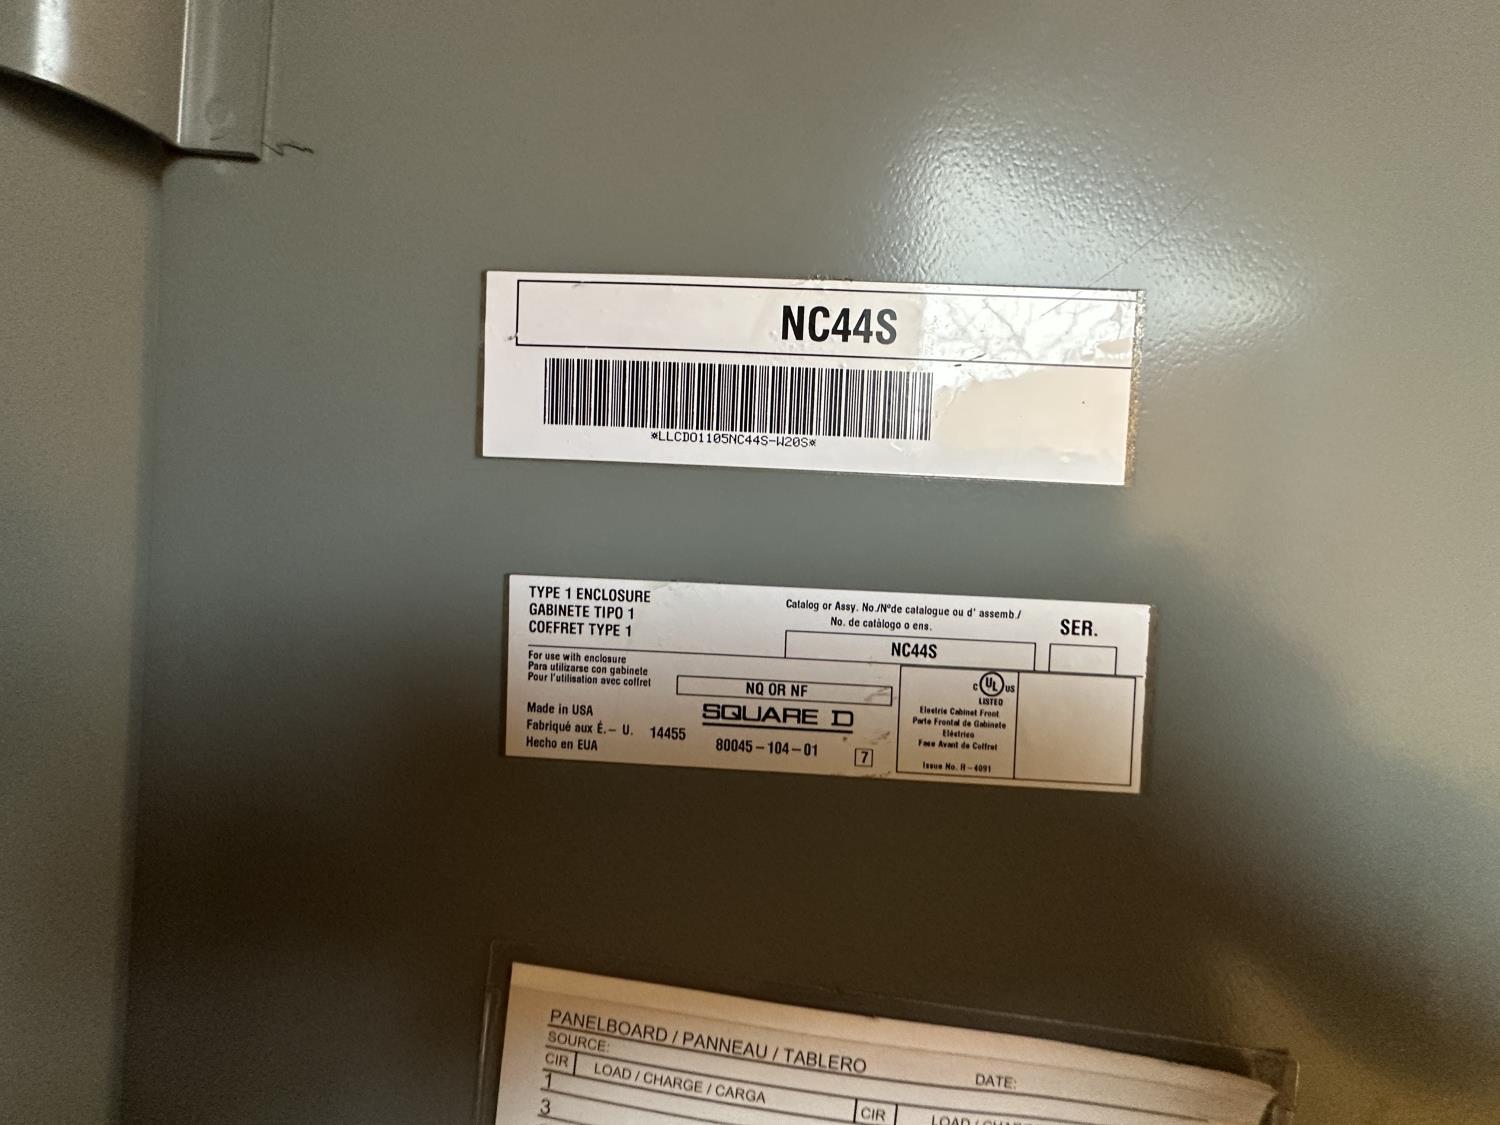 NC44S
*LLCDO1105NC44S-W20S*
TYPE 1 ENCLOSURE
GABINETE TIPO 1
COFFRET TYPE 1
Catalog or Assy. No./N°de catalogue ou d' assemb./
No. de catàlogo o ens.
SER.
NC44S
For use with enclosure
Para utilizarse con gabinete
Pour l'utilisation avec coffret
NQ OR NF
Made in USA
Fabriqué aux É.– U.
Hecho en EUA
14455
SQUARE D
80045–104–01
7
C UL US
LISTED
Electric Cabinet Front
Parte Frontal de Gabinete
Eléctrico
Face Avant de Coffret
Issue No. R–4091
PANELBOARD / PANNEAU / TABLERO
SOURCE:
DATE:
CIR LOAD / CHARGE / CARGA
CIR
1
3